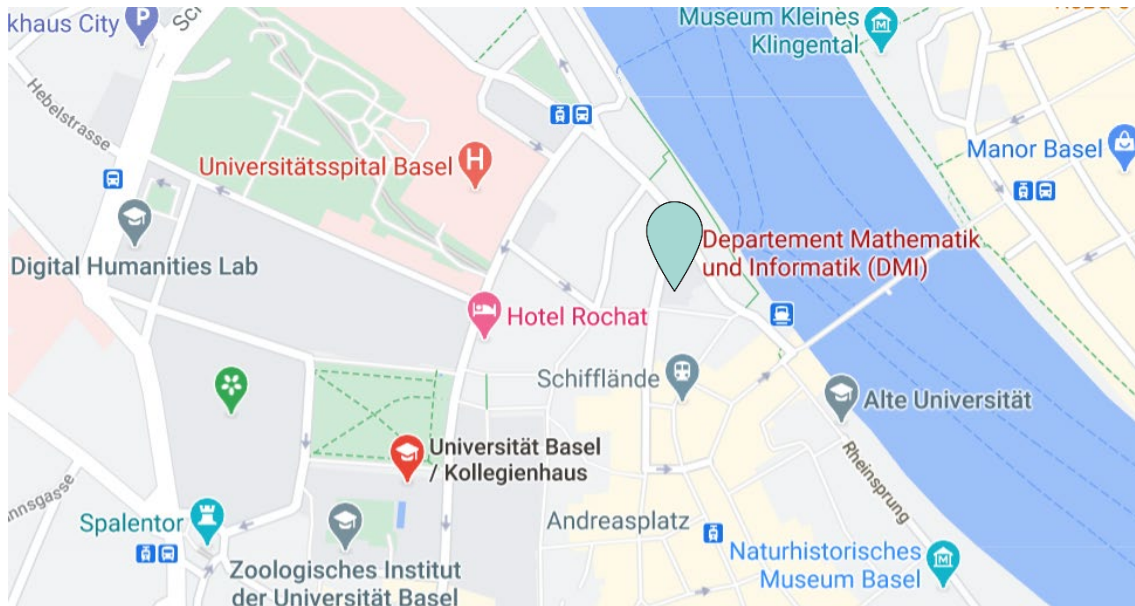 khaus City
P
Museum Kleines
Klingental
Hebelstrasse
Universitätsspital Basel
H
Manor Basel
Digital Humanities Lab
Departement Mathematik
und Informatik (DMI)
Hotel Rochat
Schifflände
Alte Universität
Universität Basel
/ Kollegienhaus
Rheinsprung
Spalentor
Andreasplatz
Zoologisches Institut
der Universität Basel
Naturhistorisches
Museum Basel